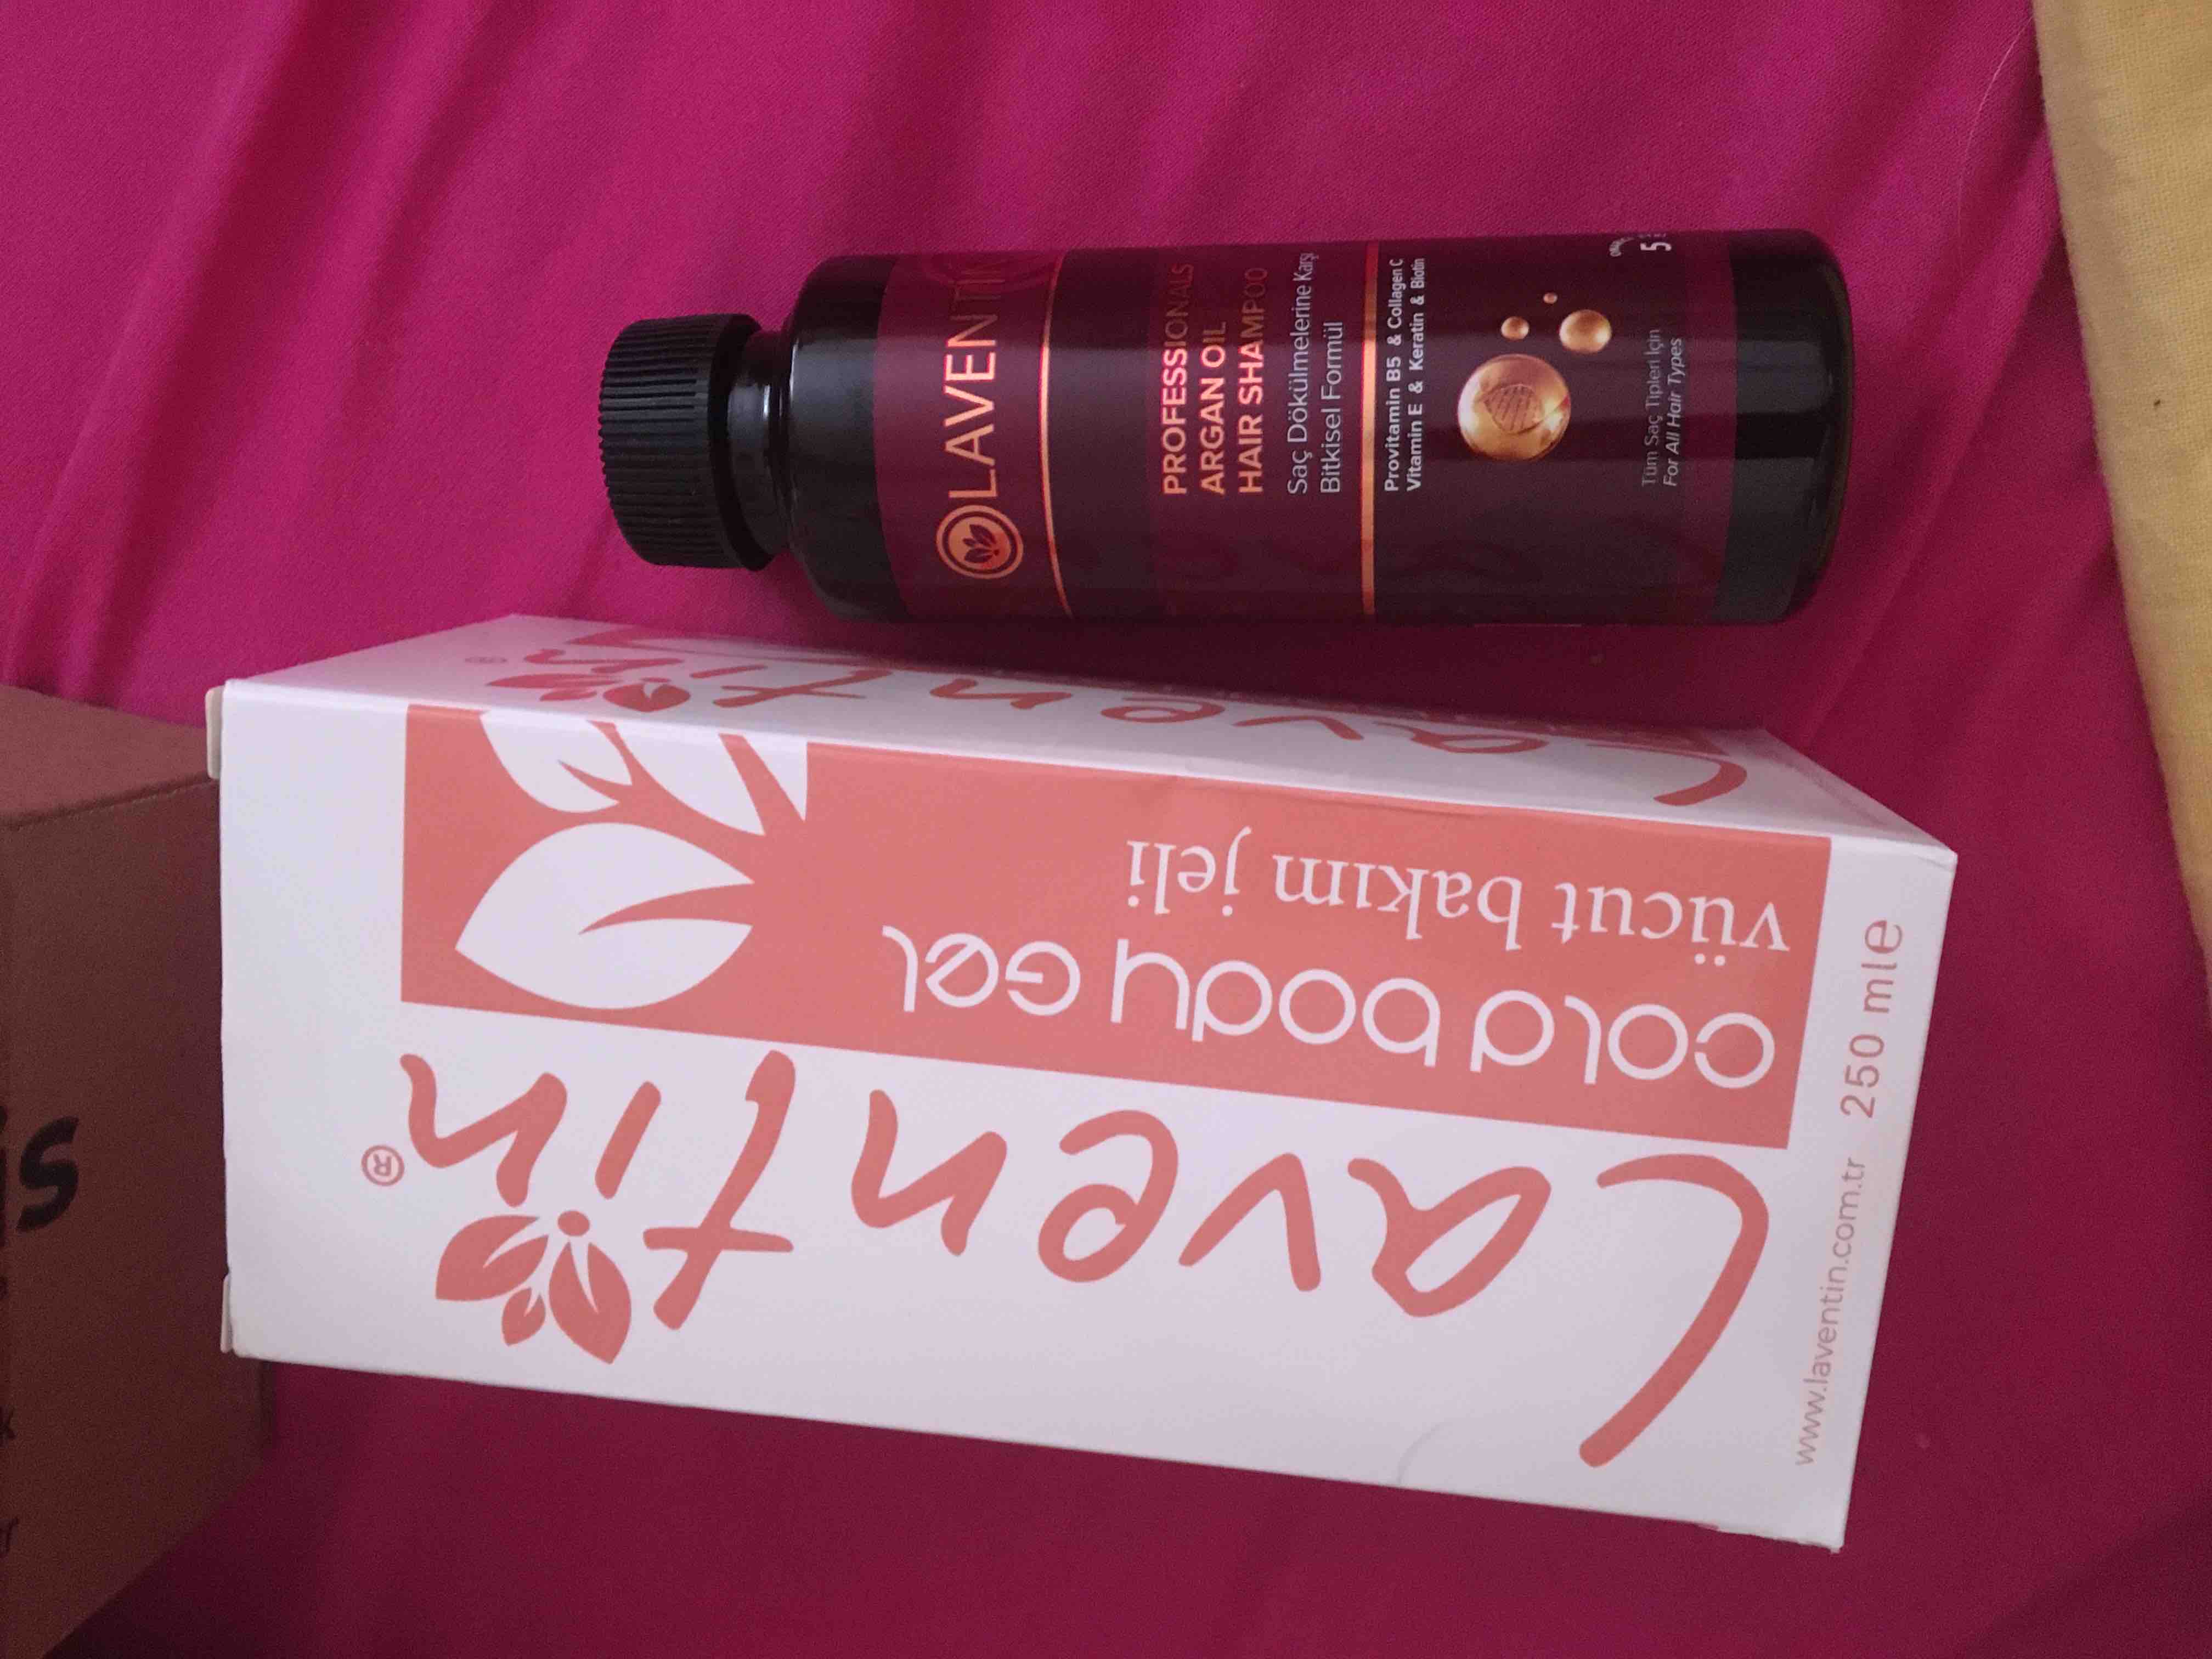 LAVENTIN
PROFESSIONALS
ARGAN OIL
HAIR SHAMPOO
Saç Dökülmelerine Karşı
Bitkisel Formül
Provitamin B5 & Collagen C
Vitamin E & Keratin & Biotin
Tüm Saç Tipleri İçin
For All Hair Types
5
Laventin
Laventin®
cold body gel
vücut bakım jeli
www.laventin.com.tr 250 mle
s